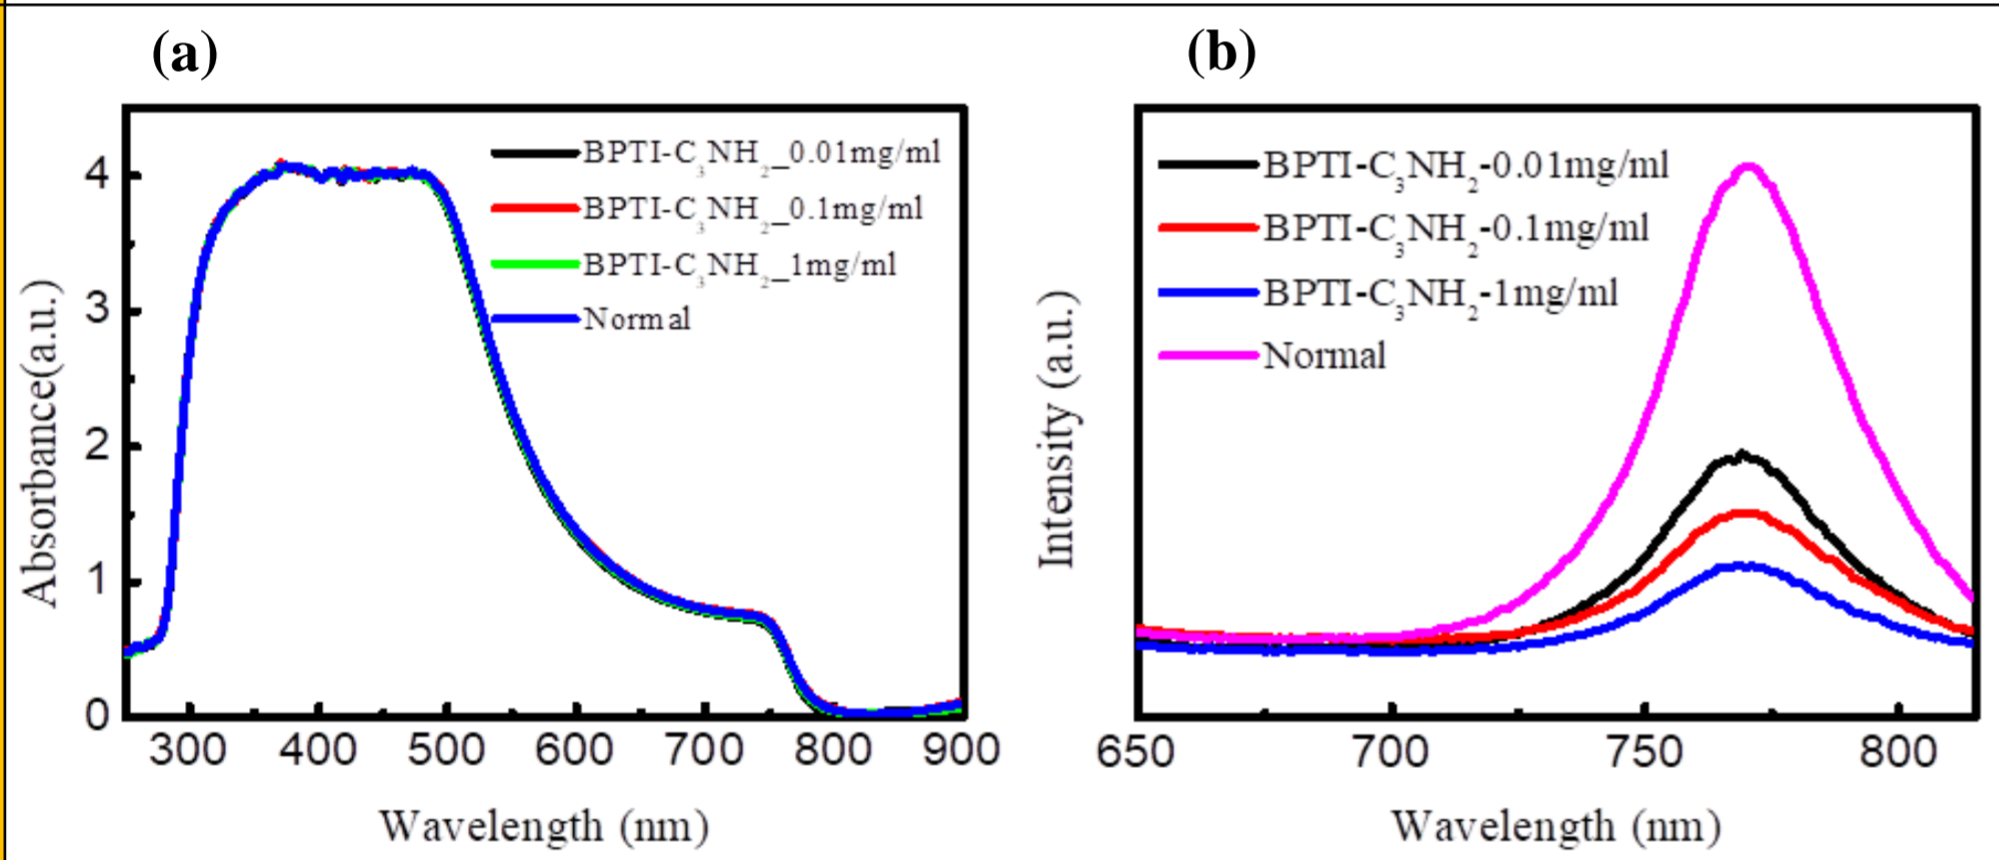 (a)
4
3
2
1
0
300 400 500 600 700 800 900
Absorbance(a.u.)
Wavelength (nm)
BPTI-C₃NH₂_0.01mg/ml
BPTI-C₃NH₂_0.1mg/ml
BPTI-C₃NH₂_1mg/ml
Normal
(b)
BPTI-C₃NH₂-0.01mg/ml
BPTI-C₃NH₂-0.1mg/ml
BPTI-C₃NH₂-1mg/ml
Normal
Intensity (a.u.)
650 700 750 800
Wavelength (nm)